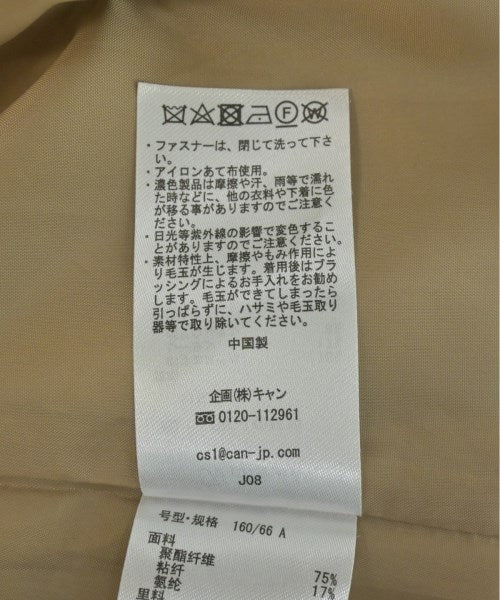 ・ファスナーは、閉じて洗って下さ
い。
・アイロンあて布使用。
・濃色製品は摩擦や汗、雨等で濡れ
た時などに、他の衣料や下着に色
が移る事がありますのでご注意く
ださい。
・日光等紫外線の影響で変色するこ
とがありますのでご注意ください。
・素材特性上、摩擦やもみ作用によ
り毛玉が生じます。着用後はブラ
ッシングによるお手入れをお勧め
します。毛玉ができてしまったら
引っぱらずに、ハサミや毛玉取り
器等で取り除いてください。
中国製
企画(株)キャン
0120-112961
cs1@can-jp.com
J08
号型·规格 160/66 A
面料
聚酯纤维
粘纤 75%
氨纶 17%
里料